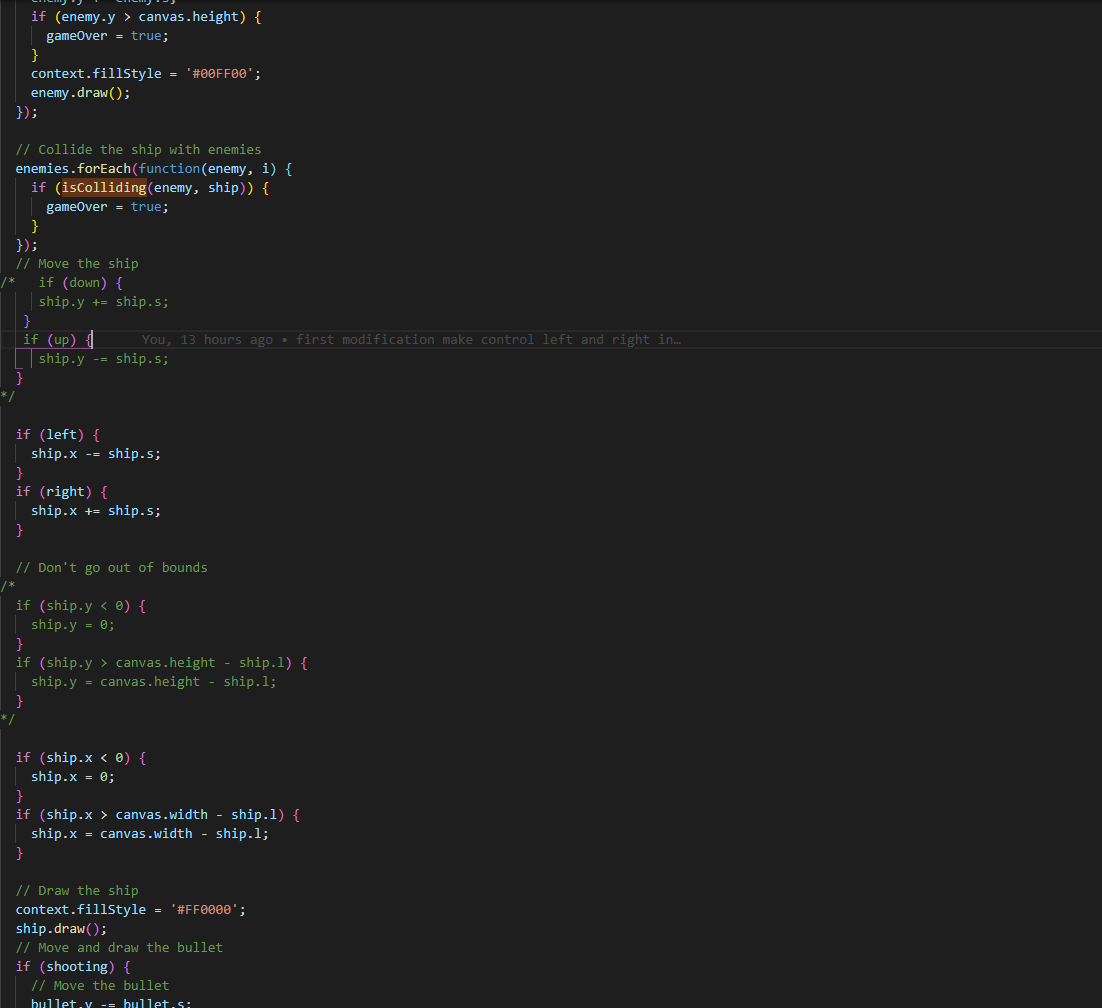 enemy.y += enemy.s;
if (enemy.y > canvas.height) {
gameOver = true;
}
context.fillStyle = '#00FF00';
enemy.draw();
});
// Collide the ship with enemies
enemies.forEach(function(enemy, i) {
if (isColliding(enemy, ship)) {
gameOver = true;
}
});
// Move the ship
/*   if (down) {
ship.y += ship.s;
}
if (up) {      You, 13 hours ago • first modification make control left and right in…
ship.y -= ship.s;
}
*/
if (left) {
ship.x -= ship.s;
}
if (right) {
ship.x += ship.s;
}
// Don't go out of bounds
/*
if (ship.y < 0) {
ship.y = 0;
}
if (ship.y > canvas.height - ship.l) {
ship.y = canvas.height - ship.l;
}
*/
if (ship.x < 0) {
ship.x = 0;
}
if (ship.x > canvas.width - ship.l) {
ship.x = canvas.width - ship.l;
}
// Draw the ship
context.fillStyle = '#FF0000';
ship.draw();
// Move and draw the bullet
if (shooting) {
// Move the bullet
bullet.y -= bullet.s;